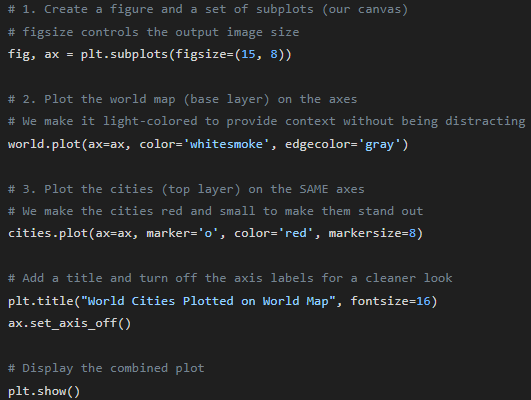 # 1. Create a figure and a set of subplots (our canvas)
# figsize controls the output image size
fig, ax = plt.subplots(figsize=(15, 8))
# 2. Plot the world map (base layer) on the axes
# We make it light-colored to provide context without being distracting
world.plot(ax=ax, color='whitesmoke', edgecolor='gray')
# 3. Plot the cities (top layer) on the SAME axes
# We make the cities red and small to make them stand out
cities.plot(ax=ax, marker='o', color='red', markersize=8)
# Add a title and turn off the axis labels for a cleaner look
plt.title("World Cities Plotted on World Map", fontsize=16)
ax.set_axis_off()
# Display the combined plot
plt.show()